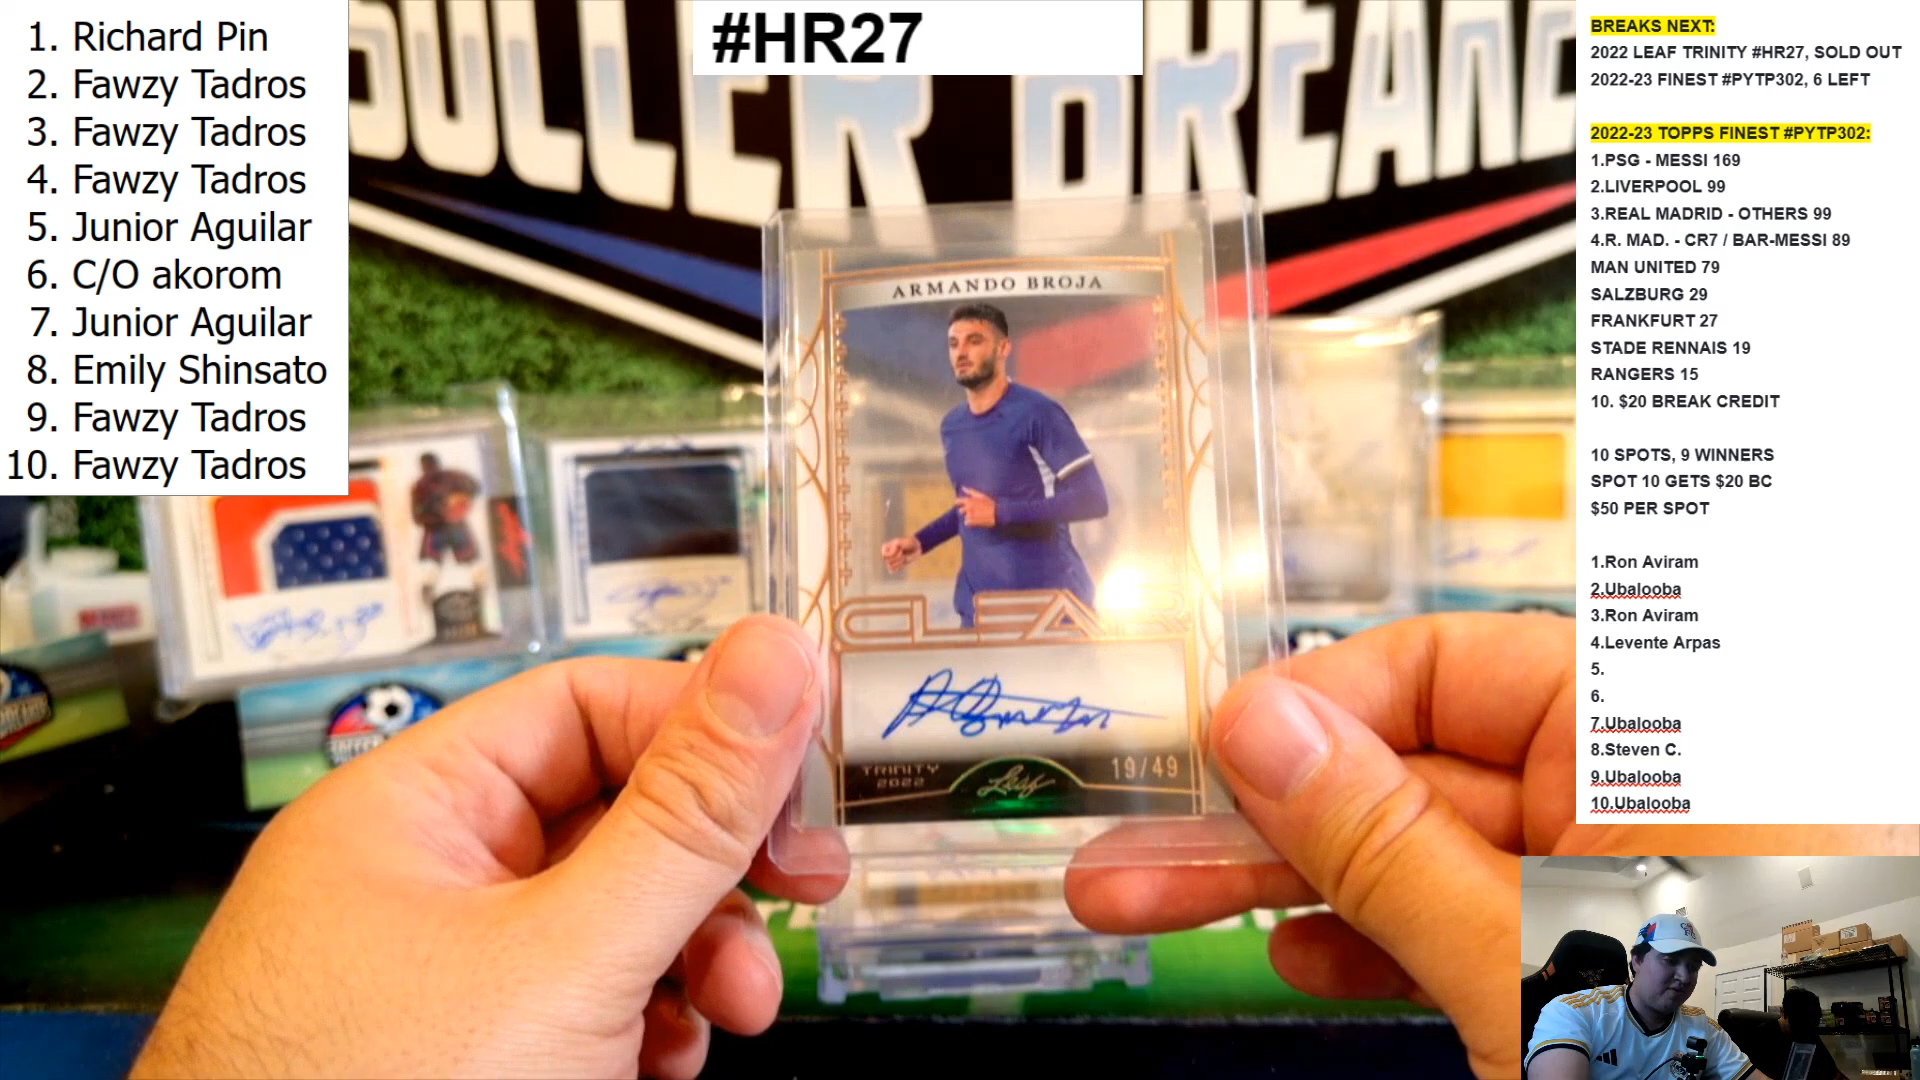 1. Richard Pin
2. Fawzy Tadros
3. Fawzy Tadros
4. Fawzy Tadros
5. Junior Aguilar
6. C/O akorom
7. Junior Aguilar
8. Emily Shinsato
9. Fawzy Tadros
10. Fawzy Tadros
#HR27
SOCCER BREAKE
ARMANDO BROJA
CLEAR
TRINITY
2022
Leaf
19/49
BREAKS NEXT:
2022 LEAF TRINITY #HR27, SOLD OUT
2022-23 FINEST #PYTP302, 6 LEFT
2022-23 TOPPS FINEST #PYTP302:
1.PSG - MESSI 169
2.LIVERPOOL 99
3.REAL MADRID - OTHERS 99
4.R. MAD. - CR7 / BAR-MESSI 89
MAN UNITED 79
SALZBURG 29
FRANKFURT 27
STADE RENNAIS 19
RANGERS 15
10. $20 BREAK CREDIT
10 SPOTS, 9 WINNERS
SPOT 10 GETS $20 BC
$50 PER SPOT
1.Ron Aviram
2.Ubalooba
3.Ron Aviram
4.Levente Arpas
5.
6.
7.Ubalooba
8.Steven C.
9.Ubalooba
10.Ubalooba